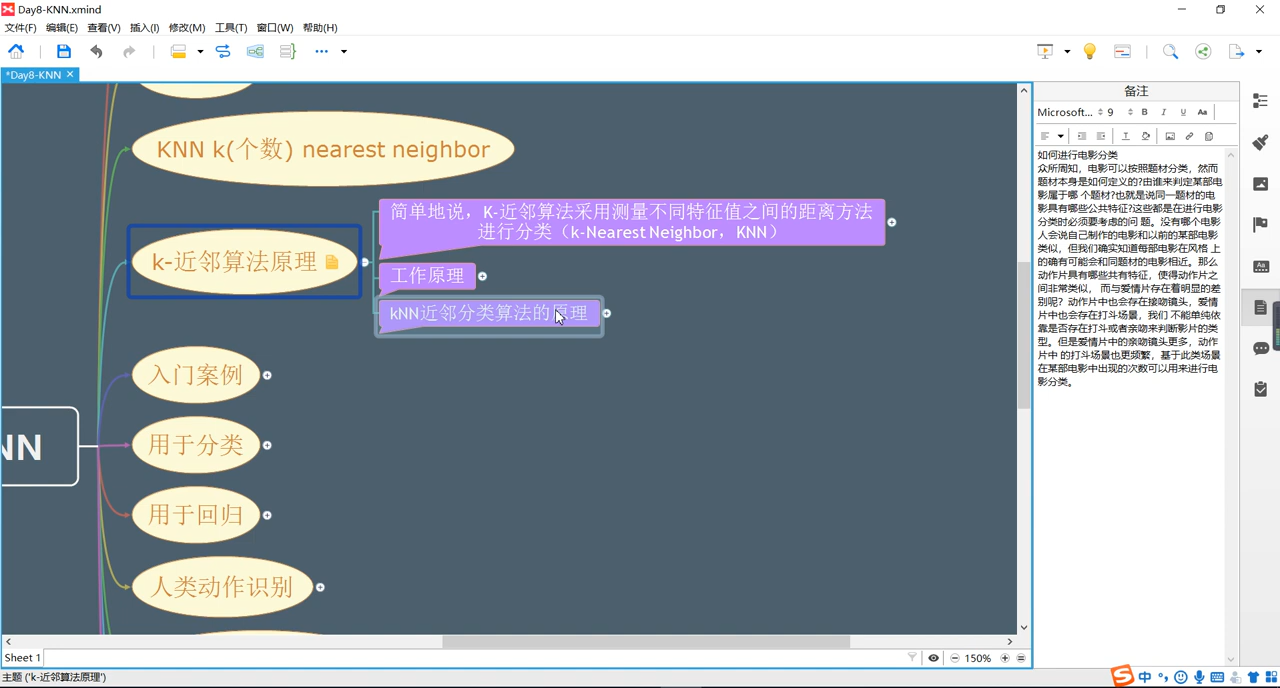 Day8-KNN.xmind
文件(F) 编辑(E) 查看(V) 插入(I) 修改(M) 工具(T) 窗口(W) 帮助(H)
*Day8-KNN
备注
Microsoft... 9 B I U Aa
KNN k(个数) nearest neighbor
简单地说，K-近邻算法采用测量不同特征值之间的距离方法
进行分类（k-Nearest Neighbor，KNN）
k-近邻算法原理
工作原理
kNN近邻分类算法的原理
入门案例
NN
用于分类
用于回归
人类动作识别
如何进行电影分类
众所周知，电影可以按照题材分类，然而
题材本身是如何定义的?由谁来判定某部电
影属于哪 个题材?也就是说同一题材的电
影具有哪些公共特征?这些都是在进行电影
分类时必须要考虑的问 题。没有哪个电影
人会说自己制作的电影和以前的某部电影
类似，但我们确实知道每部电影在风格 上
的确有可能会和同题材的电影相近。那么
动作片具有哪些共有特征，使得动作片之
间非常类似， 而与爱情片存在着明显的差
别呢？动作片中也会存在接吻镜头，爱情
片中也会存在打斗场景，我们 不能单纯依
靠是否存在打斗或者亲吻来判断影片的类
型。但是爱情片中的亲吻镜头更多，动作
片中 的打斗场景也更频繁，基于此类场景
在某部电影中出现的次数可以用来进行电
影分类。
Sheet 1
150%
主题 ('k-近邻算法原理')
中